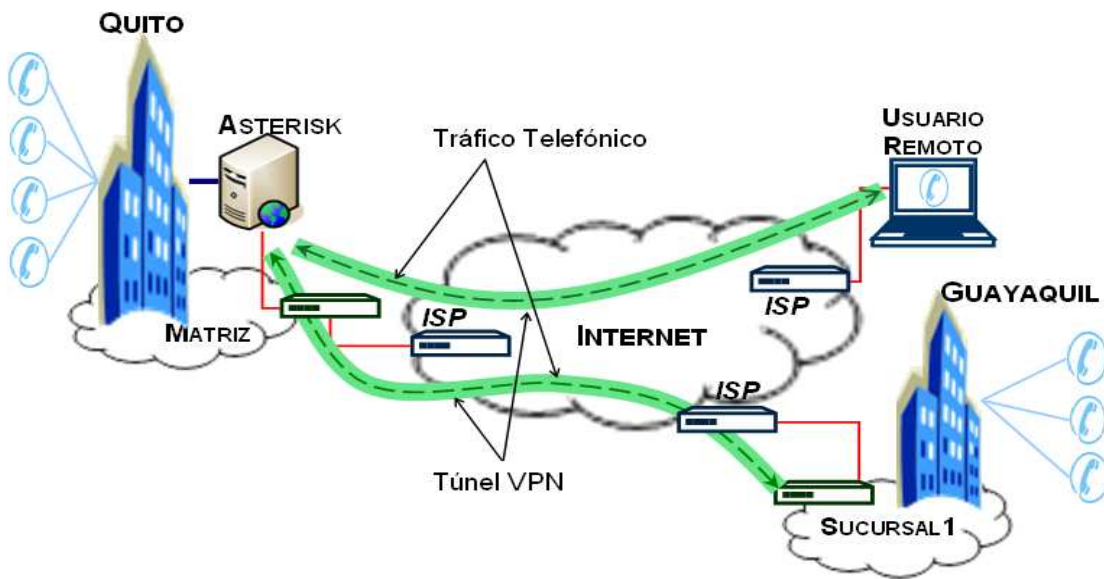 QUITO
ASTERISK
Tráfico Telefónico
USUARIO
REMOTO
MATRIZ
ISP
INTERNET
ISP
GUAYAQUIL
ISP
Túnel VPN
SUCURSAL1